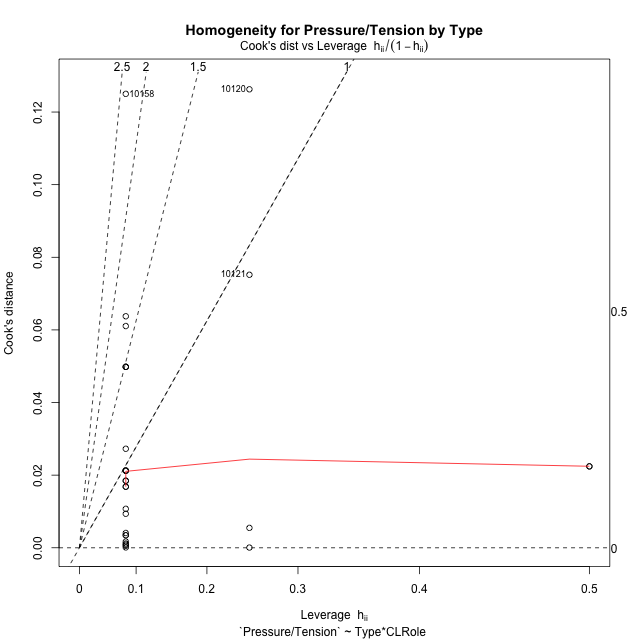 Homogeneity for Pressure/Tension by Type
Cook's dist vs Leverage hii/(1 − hii)
2.5 2 1.5 1
10158
10120
10121
0.12
0.10
0.08
0.06
0.04
0.02
0.00
Cook's distance
0.5
0
0 0.1 0.2 0.3 0.4 0.5
Leverage hii
`Pressure/Tension` ~ Type*CLRole